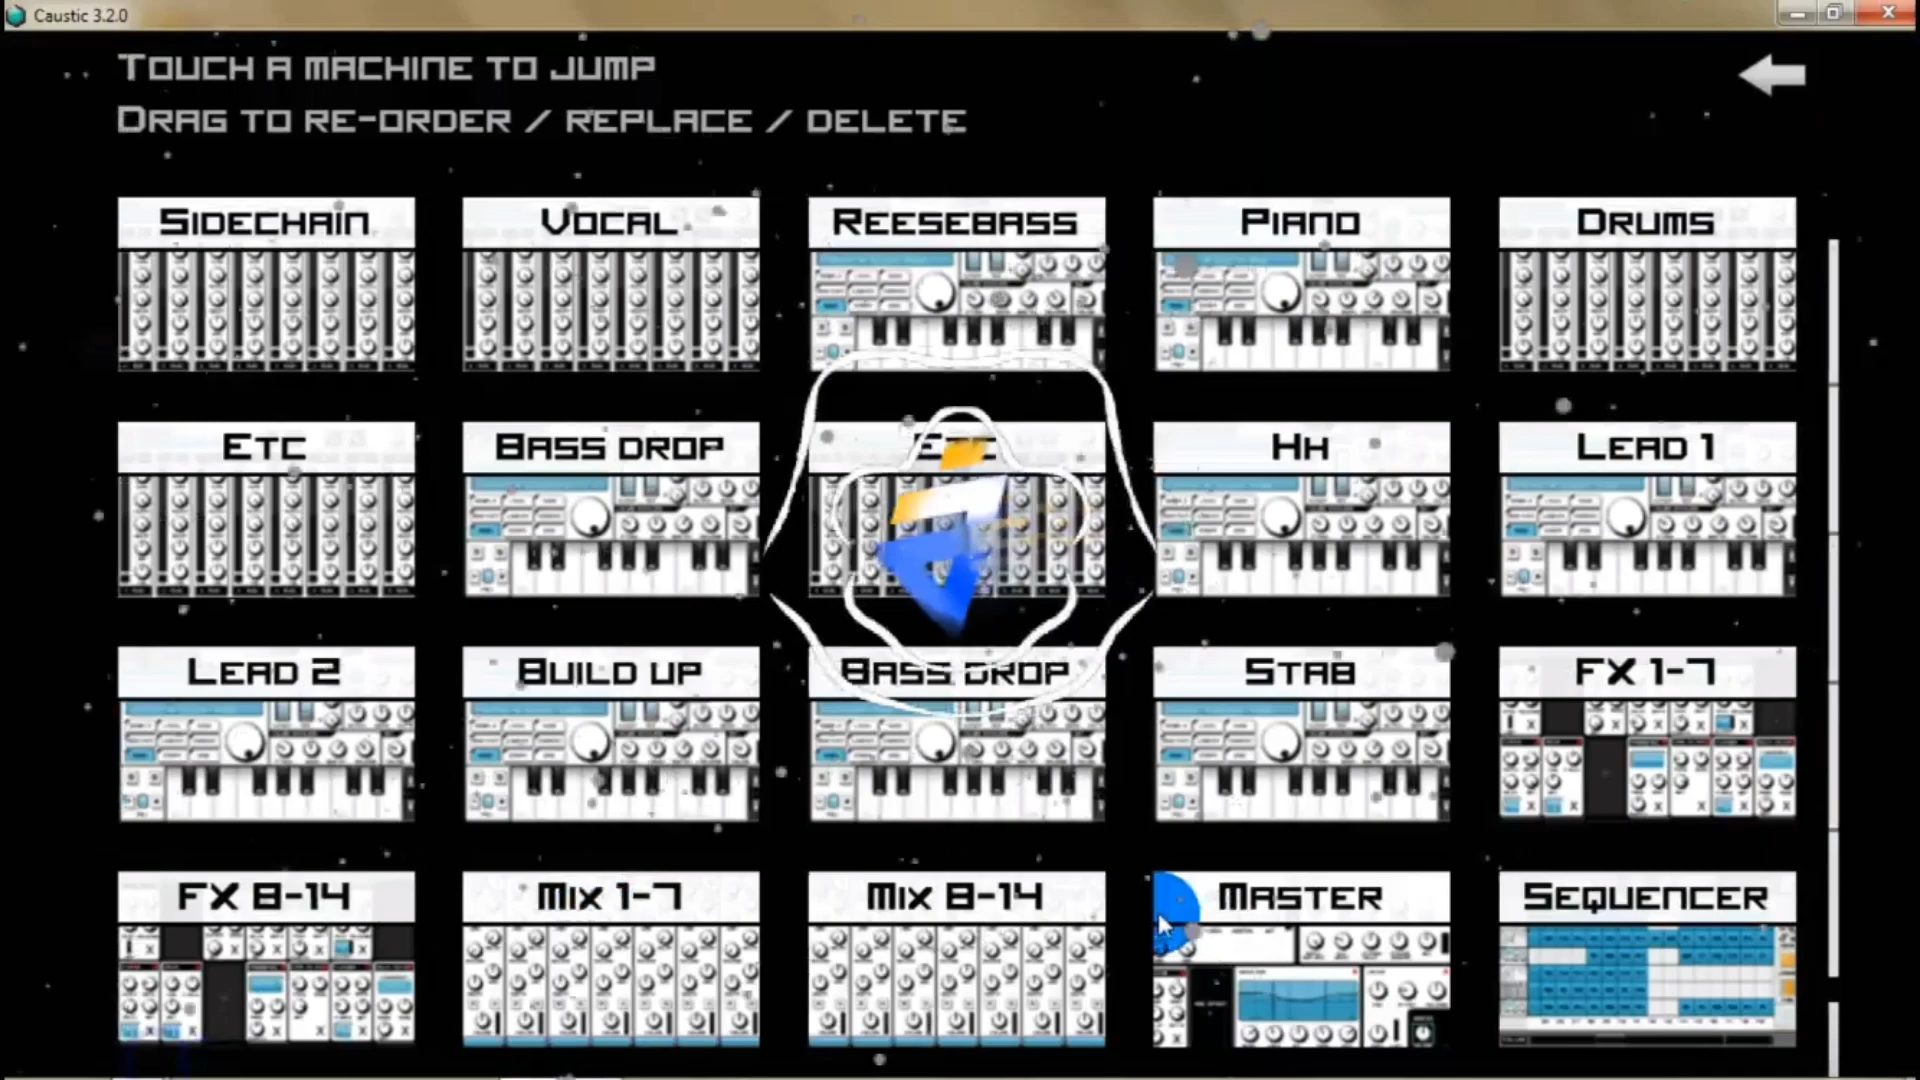 Caustic 3.2.0
Touch a machine to jump
Drag to re-order / replace / delete
Sidechain Vocal Reesebass Piano Drums
Etc Bass drop Etc Hh Lead 1
Lead 2 Build up Bass drop Stab FX 1-7
FX 8-14 Mix 1-7 Mix 8-14 Master Sequencer